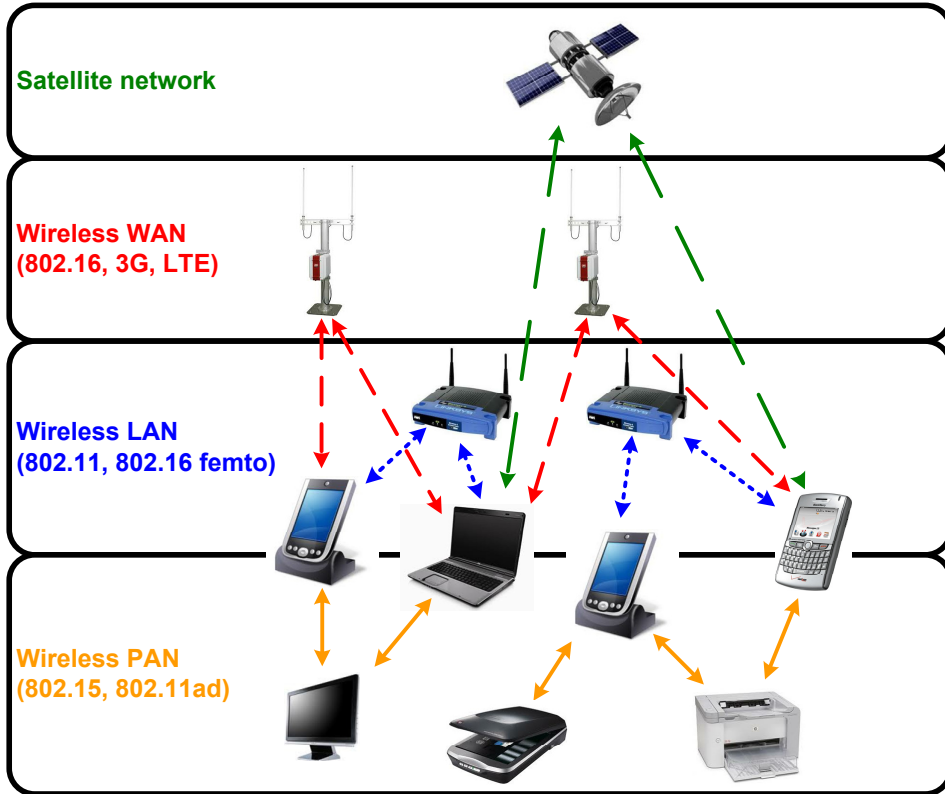 Satellite network
Wireless WAN
(802.16, 3G, LTE)
Wireless LAN
(802.11, 802.16 femto)
Wireless PAN
(802.15, 802.11ad)